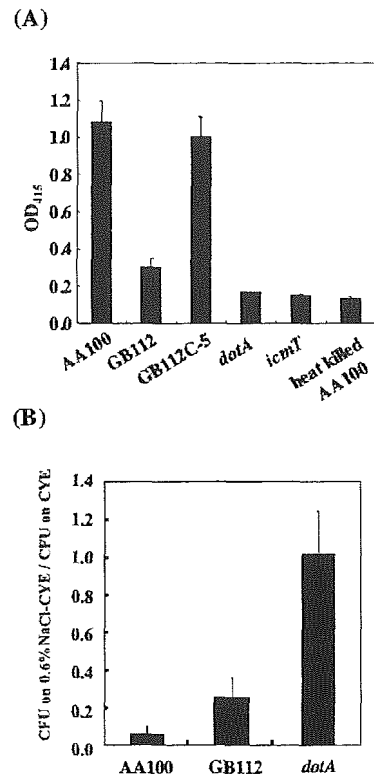 (A)
1.4
1.2
1.0
0.8
0.6
0.4
0.2
0.0
OD415
AA100
GB112
GB112C-5
dotA
icmT
heat killed
AA100
(B)
1.4
1.2
1.0
0.8
0.6
0.4
0.2
0.0
CFU on 0.6%NaCl-CYE / CFU on CYE
AA100
GB112
dotA